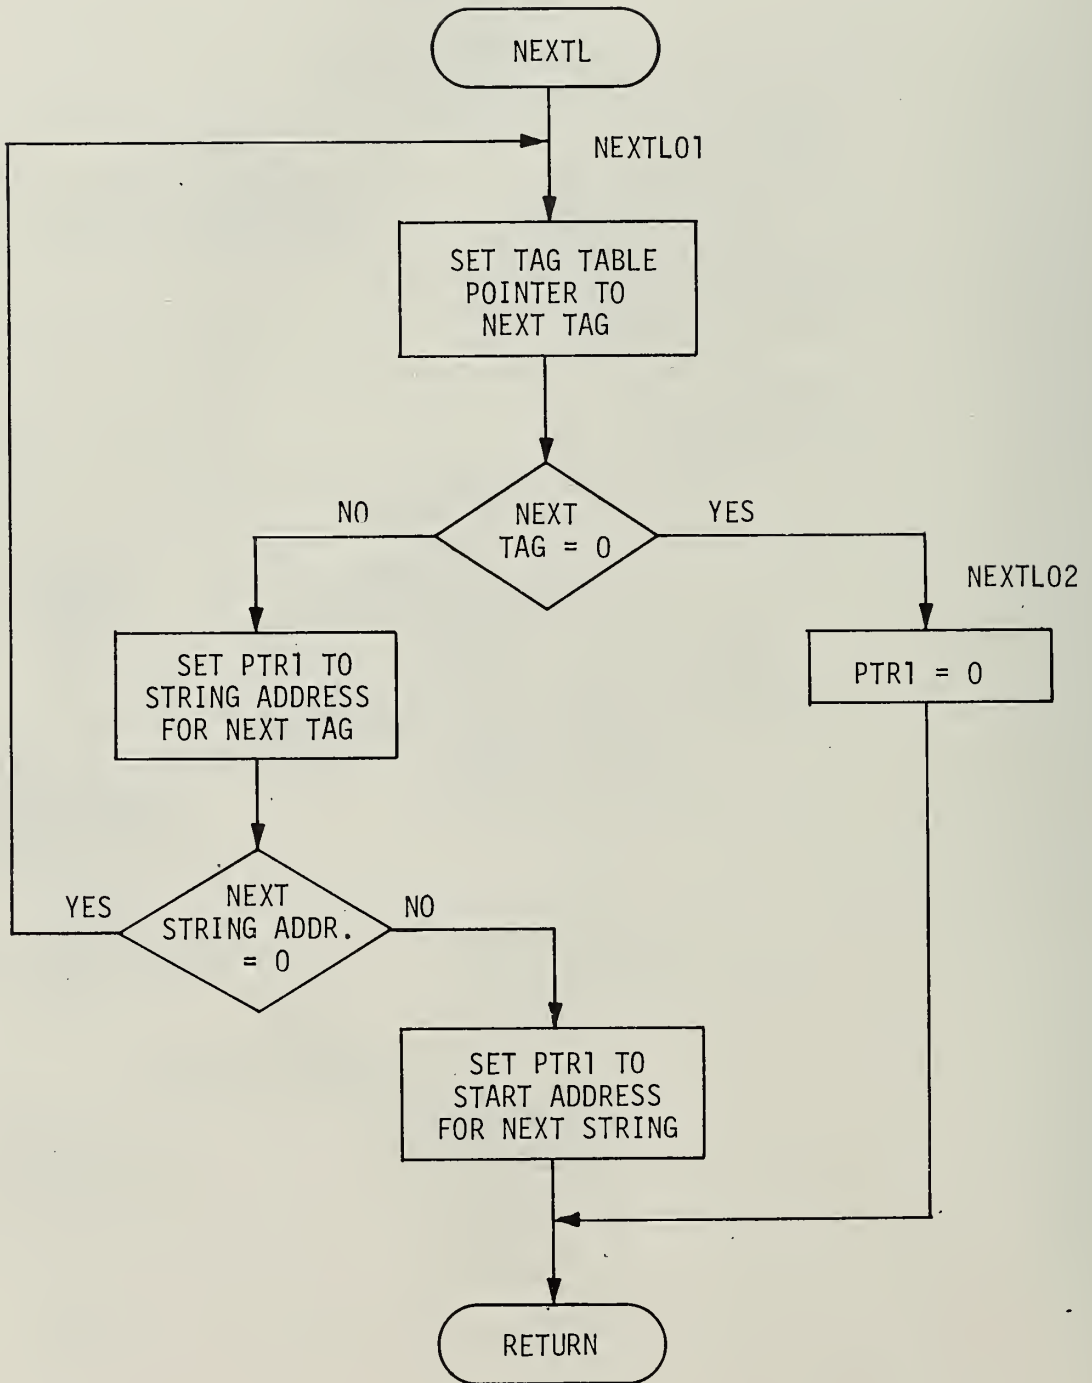 NEXTL
NEXTL01
SET TAG TABLE
POINTER TO
NEXT TAG
NO
NEXT
TAG = 0
YES
NEXTL02
SET PTR1 TO
STRING ADDRESS
FOR NEXT TAG
PTR1 = 0
YES
NEXT
STRING ADDR.
= 0
NO
SET PTR1 TO
START ADDRESS
FOR NEXT STRING
RETURN